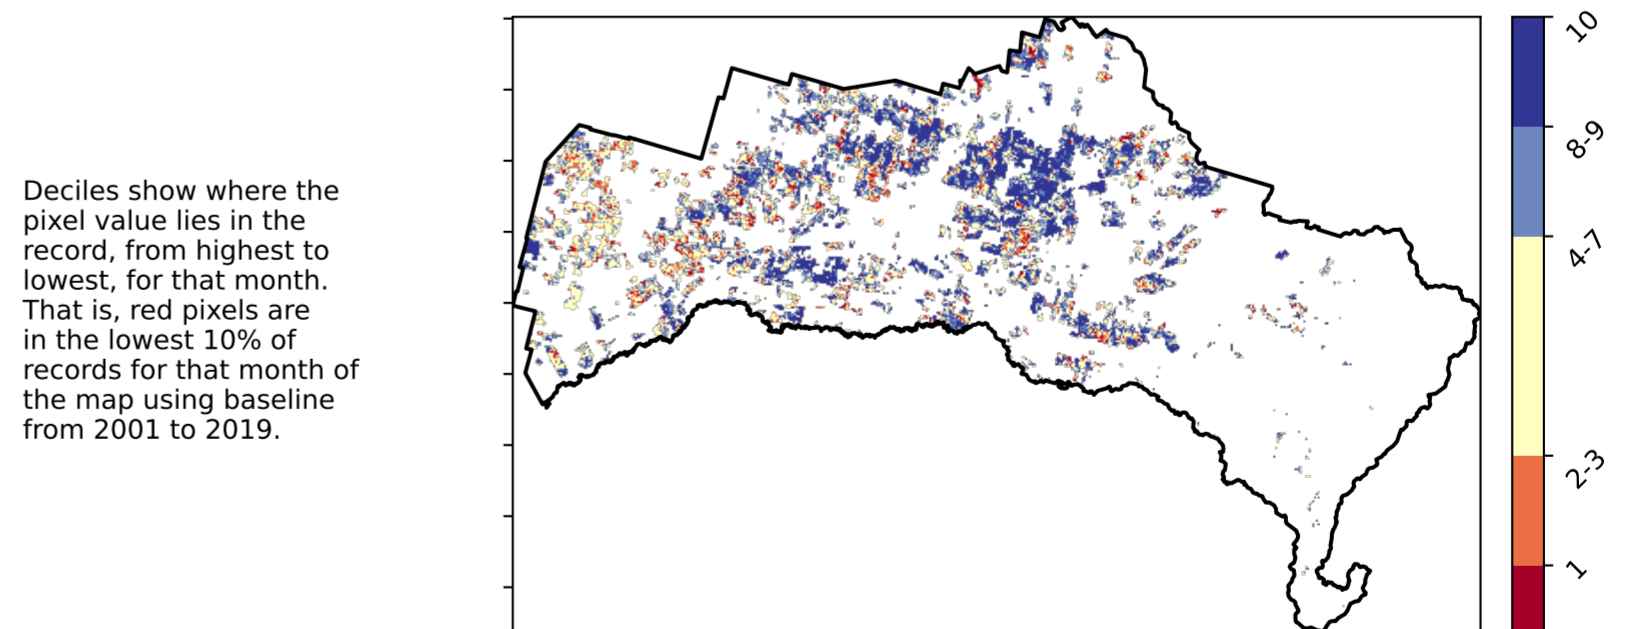 Deciles show where the
pixel value lies in the
record, from highest to
lowest, for that month.
That is, red pixels are
in the lowest 10% of
records for that month of
the map using baseline
from 2001 to 2019.
10
8-9
4-7
2-3
1